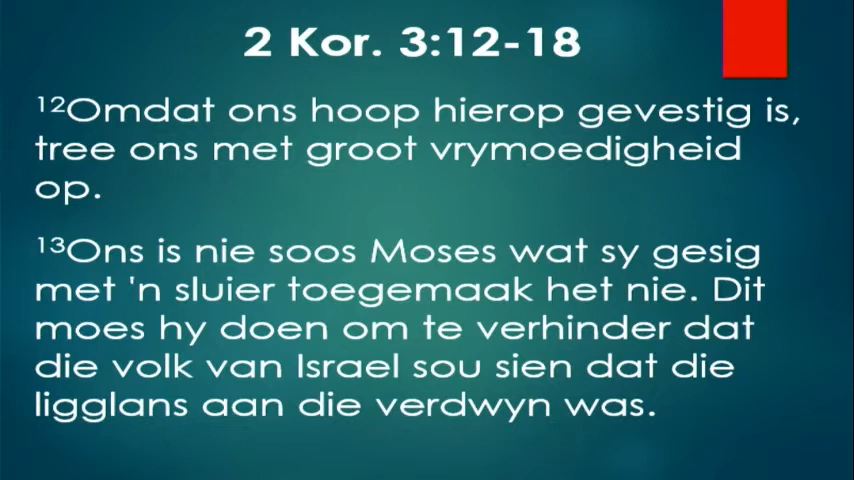 2 Kor. 3:12-18
¹²Omdat ons hoop hierop gevestig is,
tree ons met groot vrymoedigheid
op.
¹³Ons is nie soos Moses wat sy gesig
met 'n sluier toegemaak het nie. Dit
moes hy doen om te verhinder dat
die volk van Israel sou sien dat die
ligglans aan die verdwyn was.